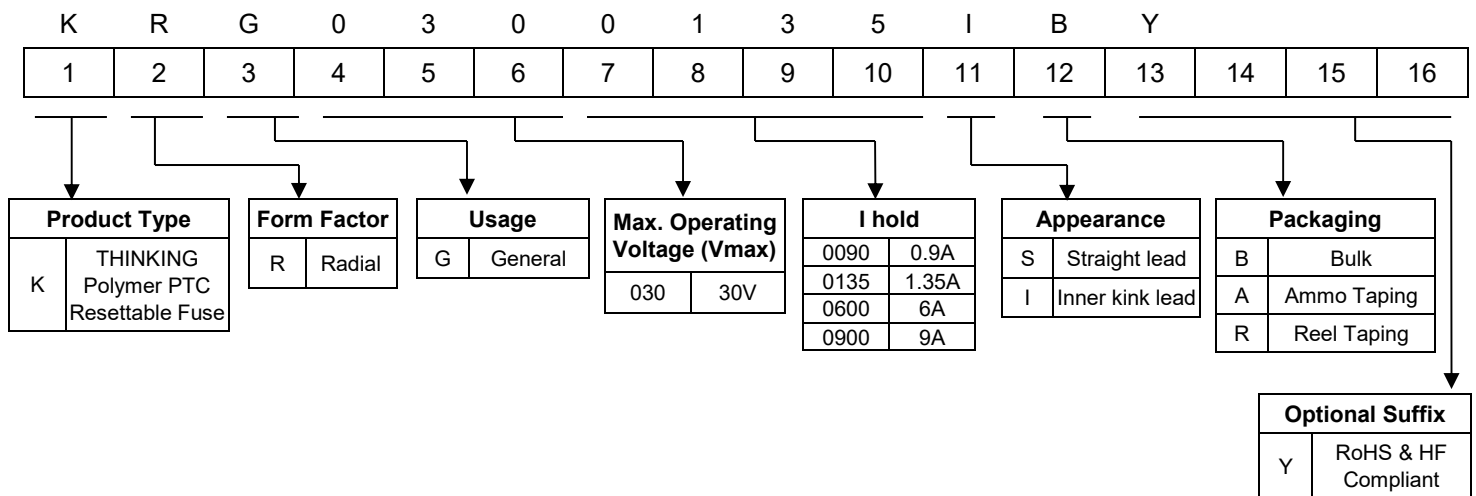 K R G 0 3 0 0 1 3 5 I B Y
1 2 3 4 5 6 7 8 9 10 11 12 13 14 15 16
Product Type
K THINKING
Polymer PTC
Resettable Fuse
Form Factor
R Radial
Usage
G General
Max. Operating
Voltage (Vmax)
030 30V
I hold
0090 0.9A
0135 1.35A
0600 6A
0900 9A
Appearance
S Straight lead
I Inner kink lead
Packaging
B Bulk
A Ammo Taping
R Reel Taping
Optional Suffix
Y RoHS & HF
Compliant